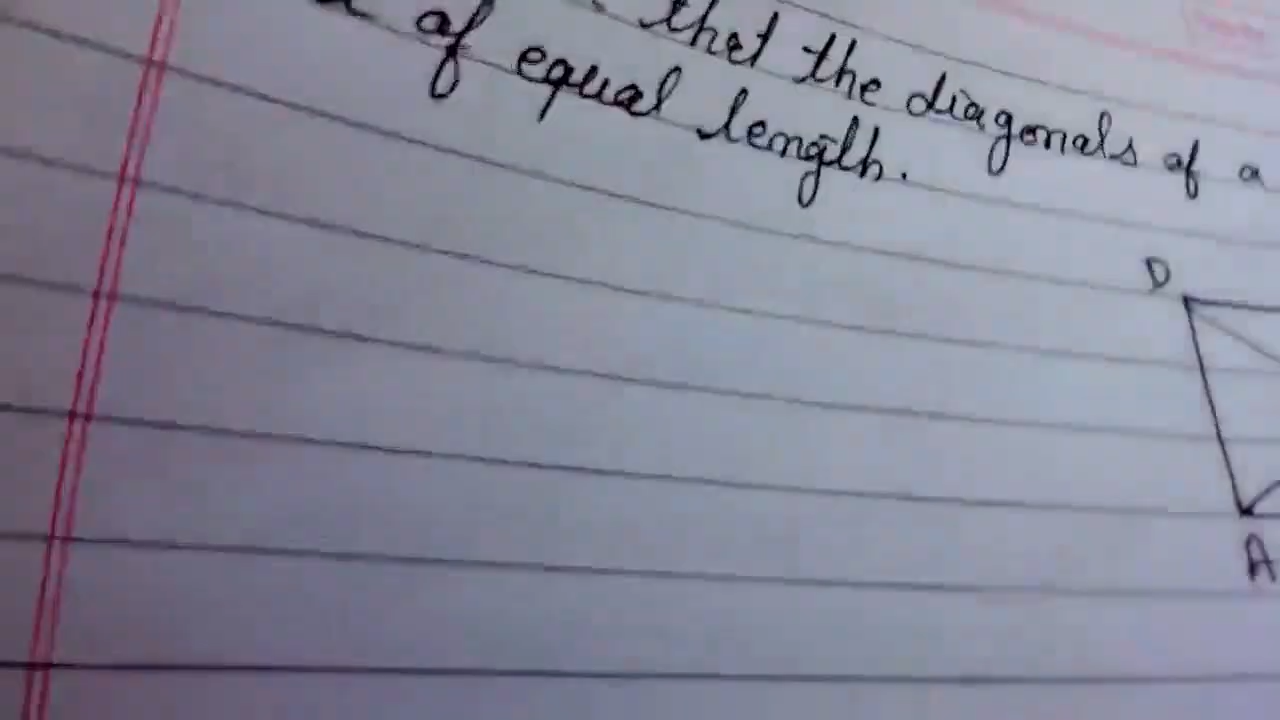 that the diagonals of a
of equal length.
D
A